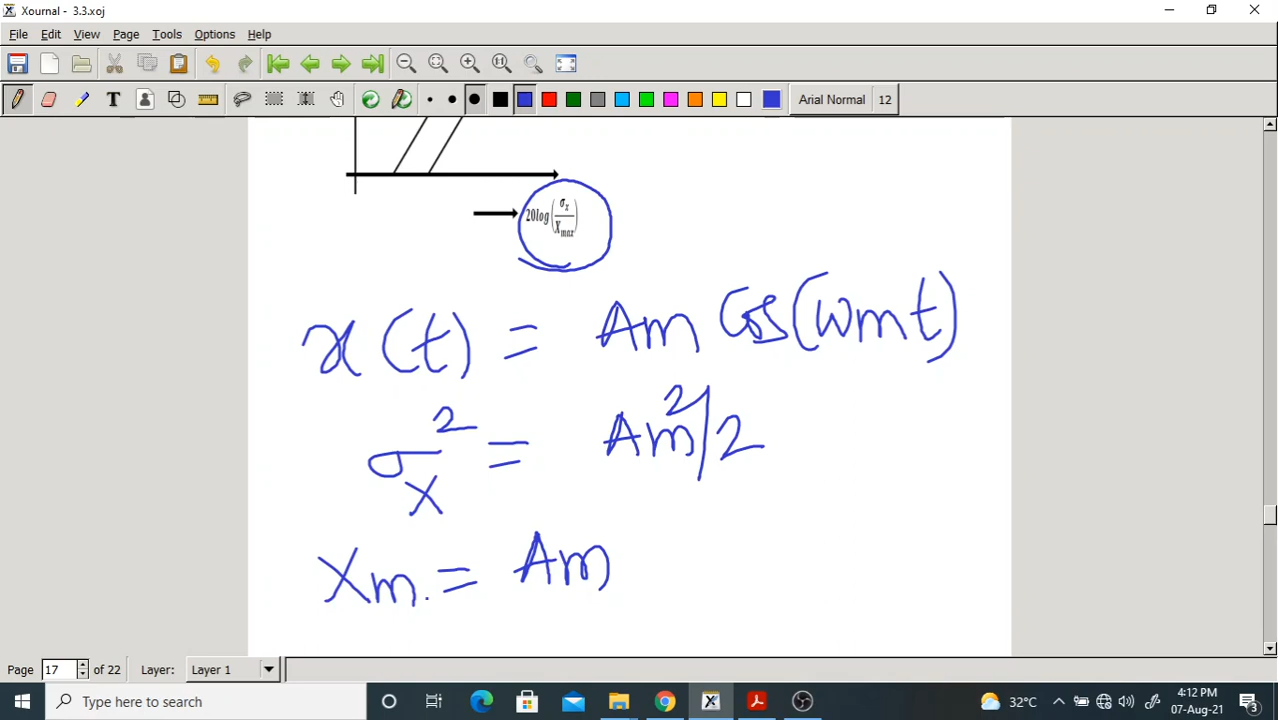 Xournal - 3.3.xoj
File Edit View Page Tools Options Help
Arial Normal 12
20log(σx/Xmax)
x(t) = Am Cos(ωmt)
σx² = Am²/2
Xm. = Am
Page 17 of 22 Layer: Layer 1
Type here to search
32°C
4:12 PM
07-Aug-21
3